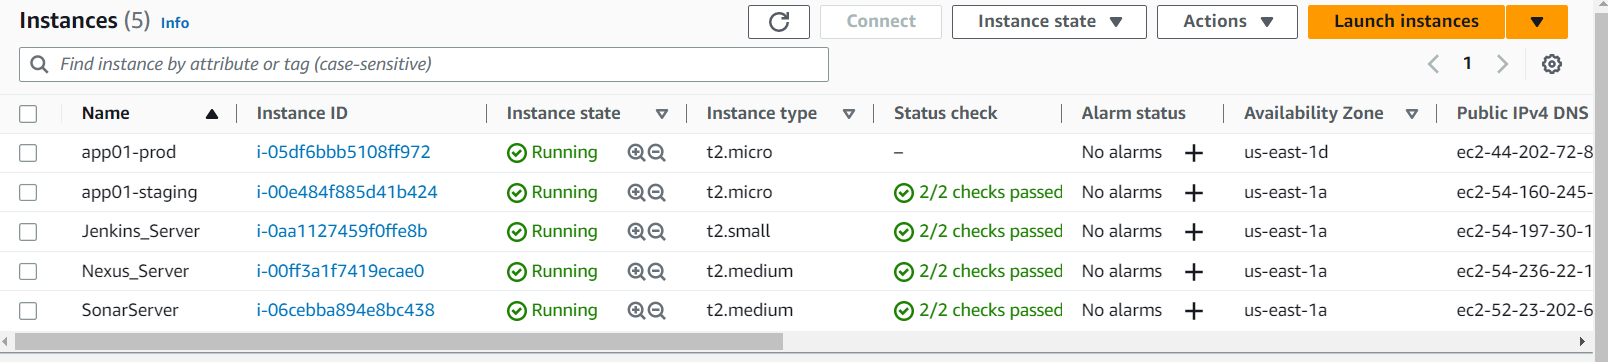 Instances (5) Info
Connect Instance state Actions Launch instances
Find instance by attribute or tag (case-sensitive)
1
Name Instance ID Instance state Instance type Status check Alarm status Availability Zone Public IPv4 DNS
app01-prod i-05df6bbb5108ff972 Running t2.micro – No alarms + us-east-1d ec2-44-202-72-8
app01-staging i-00e484f885d41b424 Running t2.micro 2/2 checks passed No alarms + us-east-1a ec2-54-160-245-
Jenkins_Server i-0aa1127459f0ffe8b Running t2.small 2/2 checks passed No alarms + us-east-1a ec2-54-197-30-1
Nexus_Server i-00ff3a1f7419ecae0 Running t2.medium 2/2 checks passed No alarms + us-east-1a ec2-54-236-22-1
SonarServer i-06cebba894e8bc438 Running t2.medium 2/2 checks passed No alarms + us-east-1a ec2-52-23-202-6